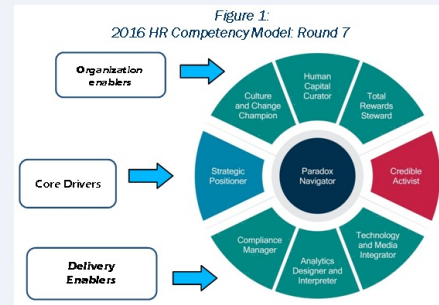 Figure 1:
2016 HR Competency Model: Round 7
Organization
enablers
Culture
and Change
Champion
Human
Capital
Curator
Total
Rewards
Steward
Core Drivers
Strategic
Positioner
Paradox
Navigator
Credible
Activist
Delivery
Enablers
Compliance
Manager
Analytics
Designer and
Interpreter
Technology
and Media
Integrator